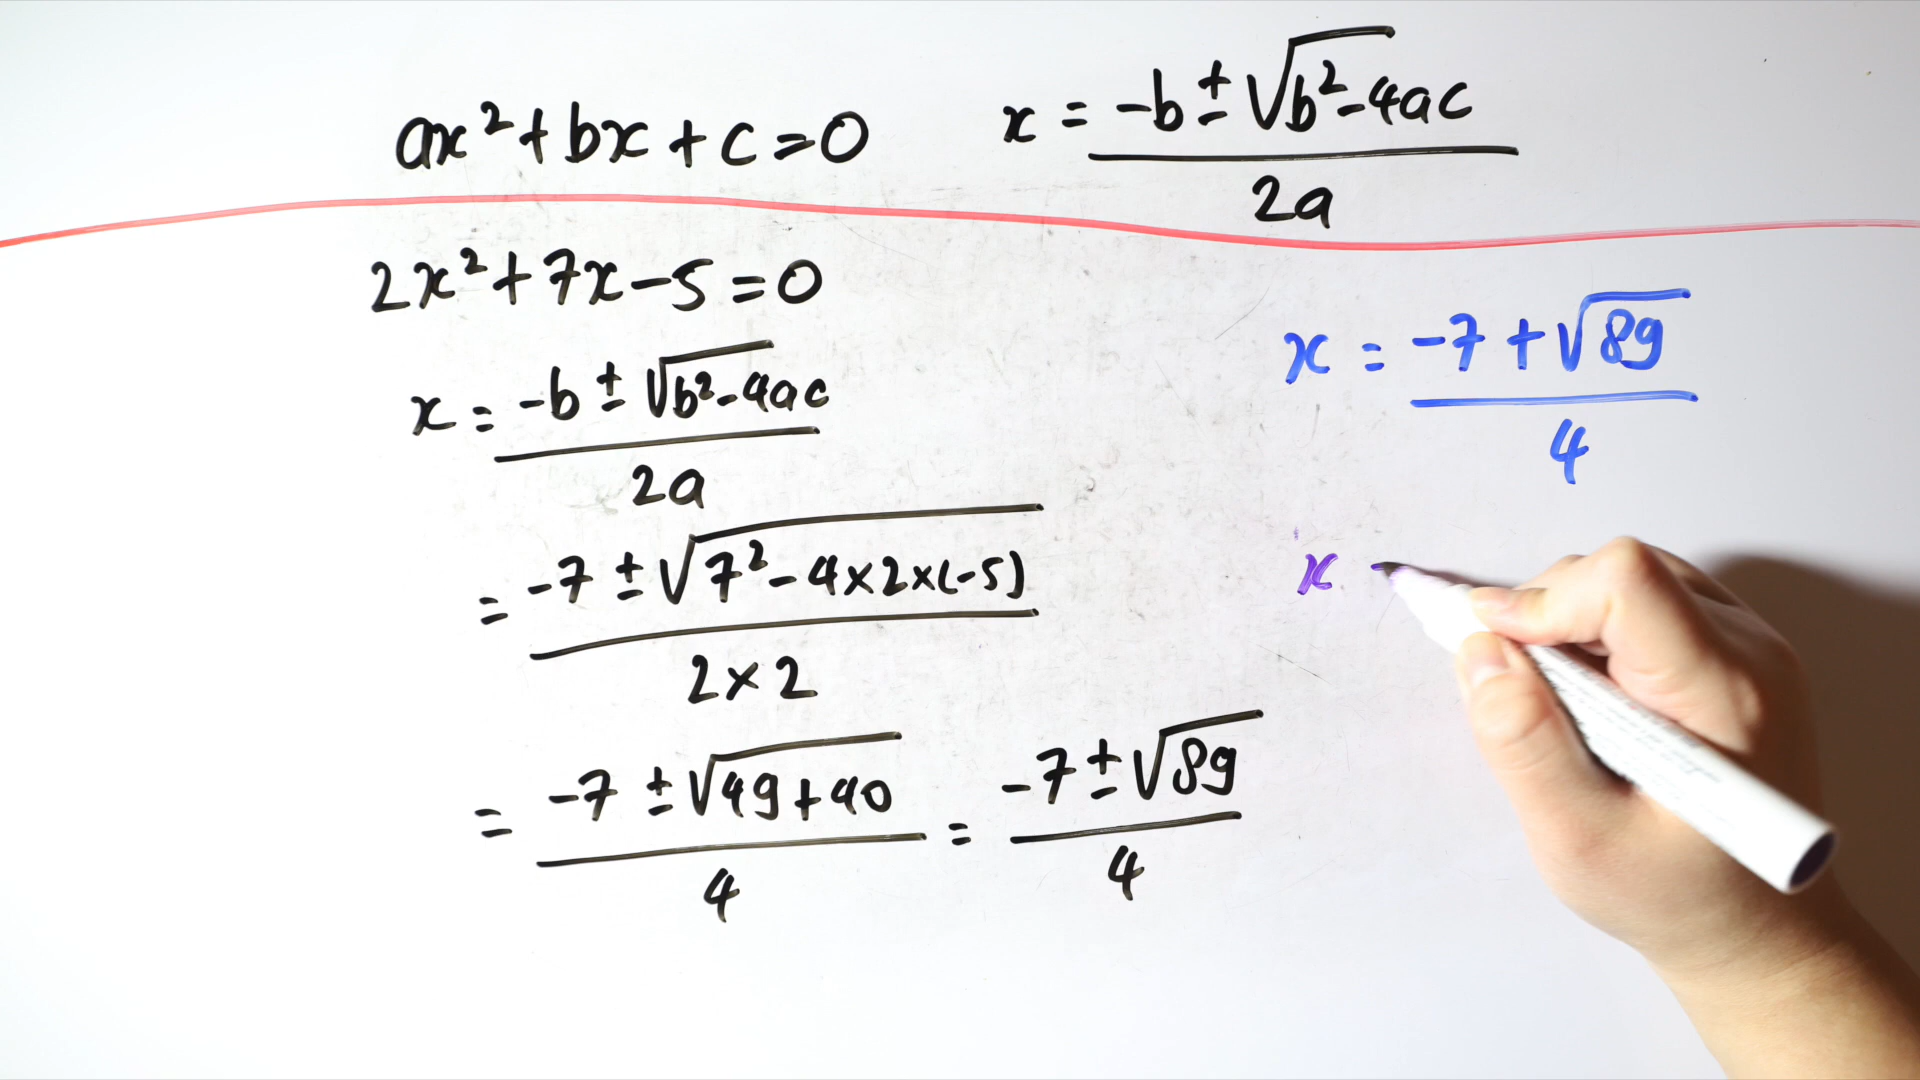 ax²+bx+c=0
x = -b ± √b²-4ac / 2a
2x²+7x-5=0
x = -b ± √b²-4ac / 2a
= -7 ± √7²-4×2×(-5) / 2×2
= -7 ± √49+40 / 4 = -7 ± √89 / 4
x = -7 + √89 / 4
x -